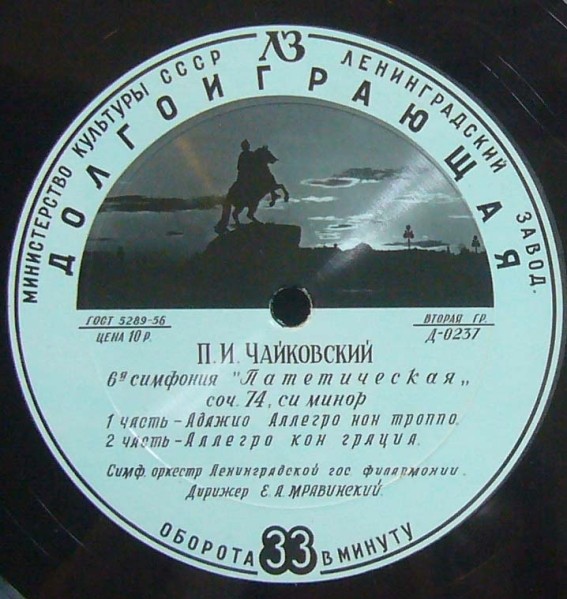 МИНИСТЕРСТВО КУЛЬТУРЫ СССР ЛЗ ЛЕНИНГРАДСКИЙ ЗАВОД.
ДОЛГОИГРАЮЩАЯ
ГОСТ 5289-56
ЦЕНА 10 Р.
ВТОРАЯ ГР.
Д-0237
П. И. ЧАЙКОВСКИЙ
6я симфония "Патетическая„
соч. 74, си минор
1 часть – Адажио Аллегро нон троппо.
2 часть – Аллегро кон грациа.
Симф. оркестр Ленинградской гос. филармонии.
Дирижер Е. А. МРАВИНСКИЙ.
ОБОРОТА 33 В МИНУТУ